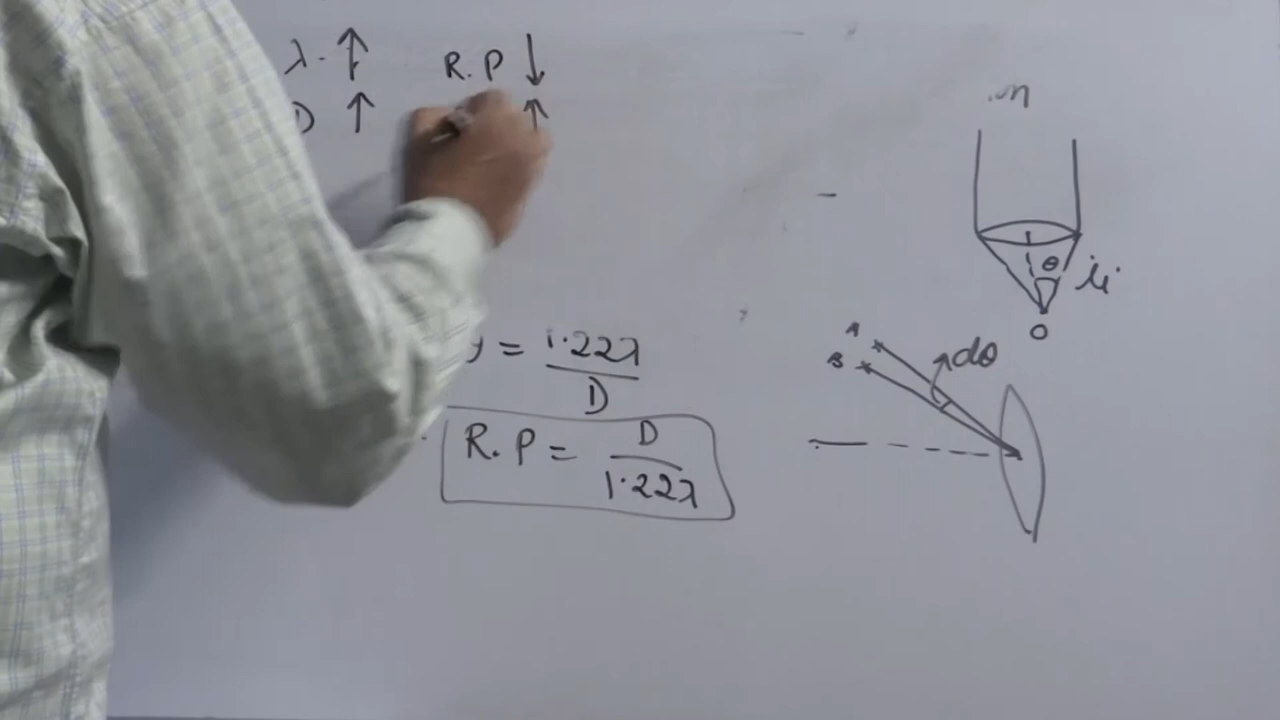 λ. ↑ R.P ↓
D ↑ ↑
θ
O
A
B
dθ
= 1.22λ / D
R.P = D / 1.22λ